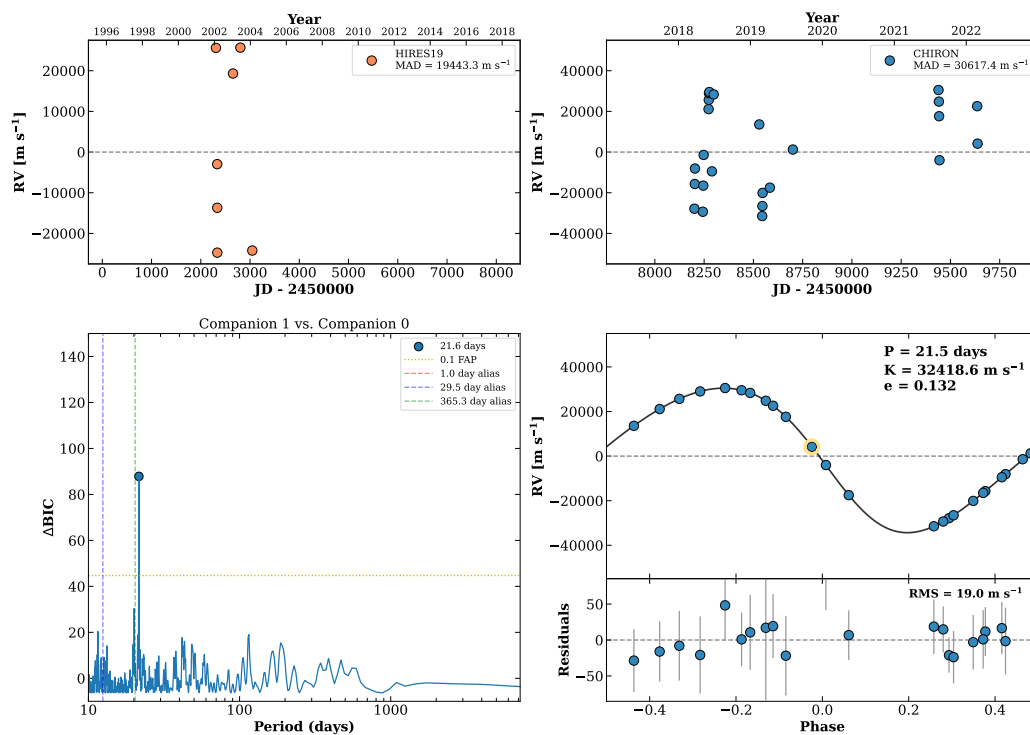 Year
1996 1998 2000 2002 2004 2006 2008 2010 2012 2014 2016 2018
HIRES19
MAD = 19443.3 m s⁻¹
RV [m s⁻¹]
20000
10000
0
−10000
−20000
0 1000 2000 3000 4000 5000 6000 7000 8000
JD - 2450000
Year
2018 2019 2020 2021 2022
CHIRON
MAD = 30617.4 m s⁻¹
RV [m s⁻¹]
40000
20000
0
−20000
−40000
8000 8250 8500 8750 9000 9250 9500 9750
JD - 2450000
Companion 1 vs. Companion 0
21.6 days
0.1 FAP
1.0 day alias
29.5 day alias
365.3 day alias
ΔBIC
140
120
100
80
60
40
20
0
10 100 1000
Period (days)
P = 21.5 days
K = 32418.6 m s⁻¹
e = 0.132
RV [m s⁻¹]
40000
20000
0
−20000
−40000
RMS = 19.0 m s⁻¹
Residuals
50
0
−50
−0.4 −0.2 0.0 0.2 0.4
Phase